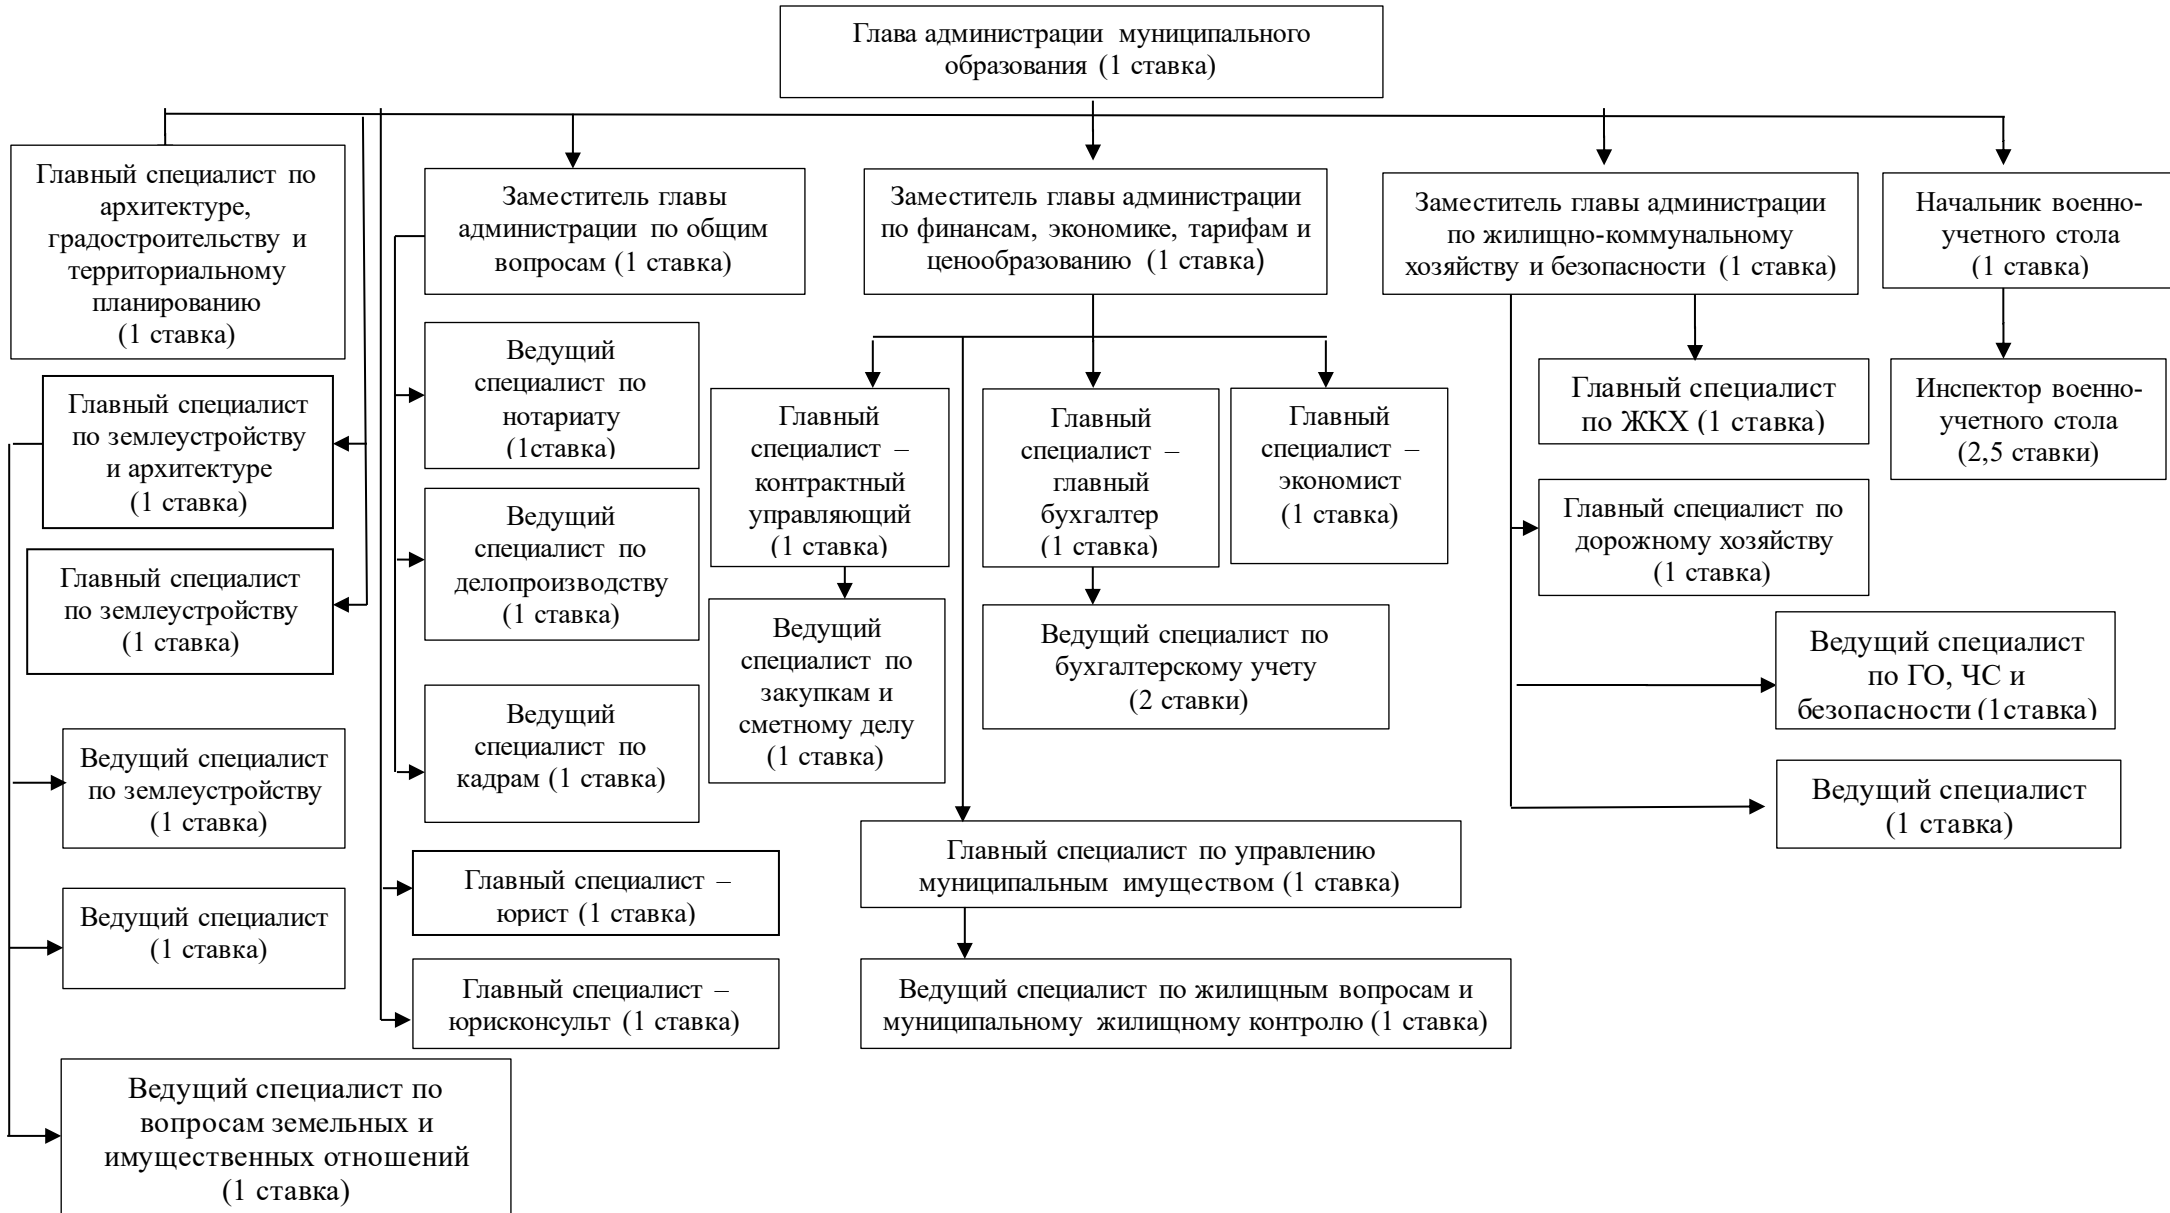 Глава администрации муниципального
образования (1 ставка)
Главный специалист по
архитектуре,
градостроительству и
территориальному
планированию
(1 ставка)
Заместитель главы
администрации по общим
вопросам (1 ставка)
Заместитель главы администрации
по финансам, экономике, тарифам и
ценообразованию (1 ставка)
Заместитель главы администрации
по жилищно-коммунальному
хозяйству и безопасности (1 ставка)
Начальник военно-
учетного стола
(1 ставка)
Главный специалист
по землеустройству
и архитектуре
(1 ставка)
Главный специалист
по землеустройству
(1 ставка)
Ведущий специалист
по землеустройству
(1 ставка)
Ведущий специалист
(1 ставка)
Ведущий специалист по
вопросам земельных и
имущественных отношений
(1 ставка)
Ведущий
специалист по
нотариату
(1ставка)
Ведущий
специалист по
делопроизводству
(1 ставка)
Ведущий
специалист по
кадрам (1 ставка)
Главный специалист –
юрист (1 ставка)
Главный специалист –
юрисконсульт (1 ставка)
Главный
специалист –
контрактный
управляющий
(1 ставка)
Ведущий
специалист по
закупкам и
сметному делу
(1 ставка)
Главный
специалист –
главный
бухгалтер
(1 ставка)
Ведущий специалист по
бухгалтерскому учету
(2 ставки)
Главный
специалист –
экономист
(1 ставка)
Главный специалист по управлению
муниципальным имуществом (1 ставка)
Ведущий специалист по жилищным вопросам и
муниципальному жилищному контролю (1 ставка)
Главный специалист
по ЖКХ (1 ставка)
Главный специалист по
дорожному хозяйству
(1 ставка)
Ведущий специалист
по ГО, ЧС и
безопасности (1ставка)
Ведущий специалист
(1 ставка)
Инспектор военно-
учетного стола
(2,5 ставки)